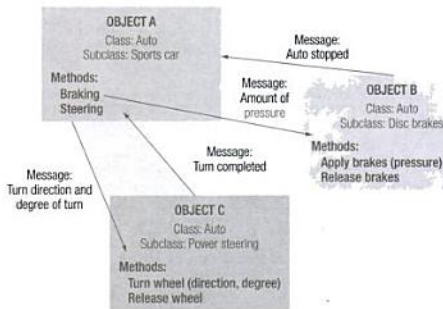 OBJECT A
Class: Auto
Subclass: Sports car
Methods:
Braking
Steering
Message:
Auto stopped
Message:
Amount of
pressure
OBJECT B
Class: Auto
Subclass: Disc brakes
Methods:
Apply brakes (pressure)
Release brakes
Message:
Turn completed
Message:
Turn direction and
degree of turn
OBJECT C
Class: Auto
Subclass: Power steering
Methods:
Turn wheel (direction, degree)
Release wheel